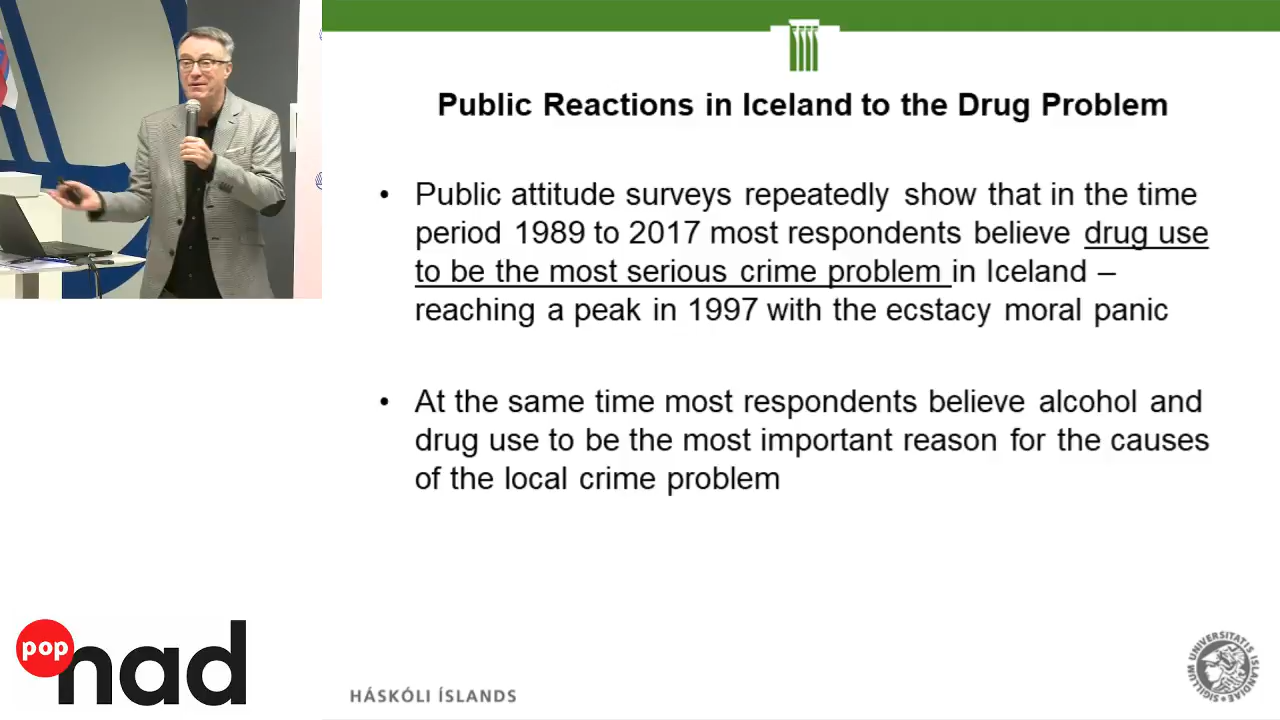 Public Reactions in Iceland to the Drug Problem
• Public attitude surveys repeatedly show that in the time
period 1989 to 2017 most respondents believe drug use
to be the most serious crime problem in Iceland –
reaching a peak in 1997 with the ecstacy moral panic
• At the same time most respondents believe alcohol and
drug use to be the most important reason for the causes
of the local crime problem
pop
nad
HÁSKÓLI ÍSLANDS
SIGILLUM UNIVERSITATIS ISLANDIAE